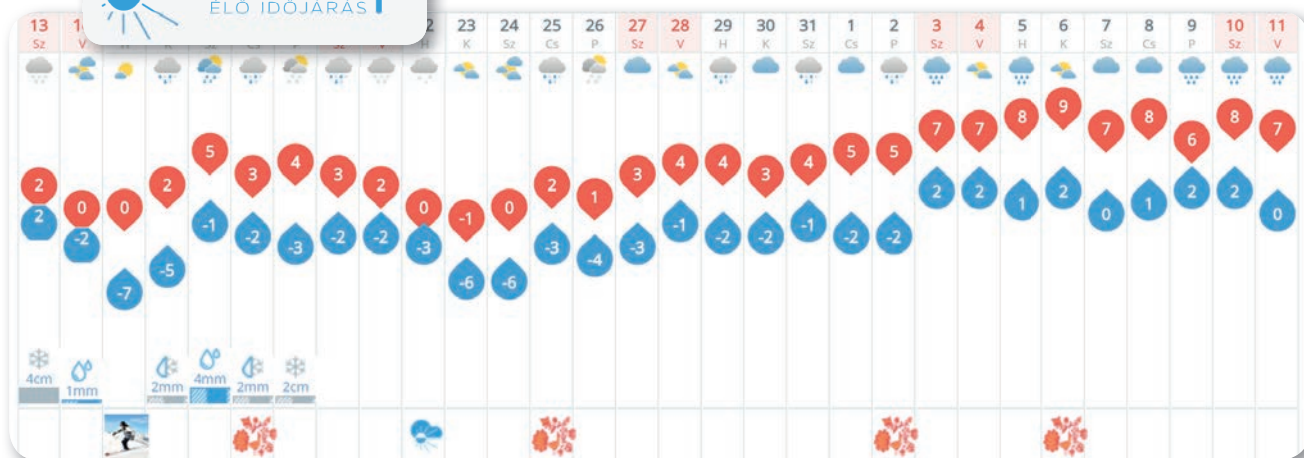 ÉLŐ IDŐJÁRÁS
13 23 24 25 26 27 28 29 30 31 1 2 3 4 5 6 7 8 9 10 11
Sz V H K Sz Cs P Sz V H K Sz Cs P Sz V H K Sz Cs P Sz V H K Sz Cs P Sz V
2 0 0 2 5 3 4 3 2 0 -1 0 2 1 3 4 4 3 4 5 5 7 7 8 9 7 8 6 8 7
2 -2 -7 -5 -1 -2 -3 -2 -2 -3 -6 -6 -3 -4 -3 -1 -2 -2 -1 -2 -2 2 2 1 2 0 1 2 2 0
4cm 1mm 2mm 4mm 2mm 2cm